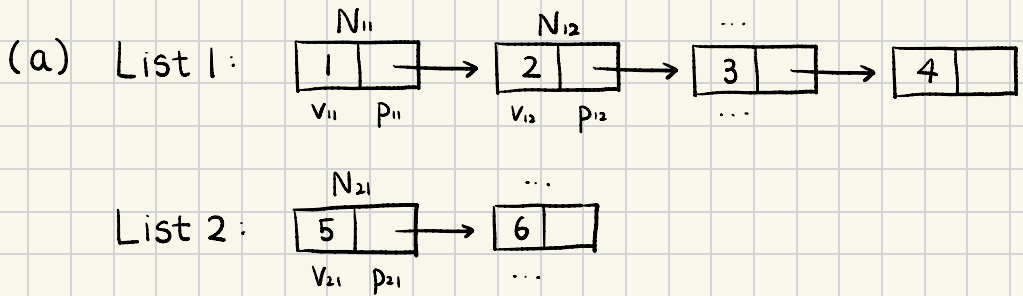 N₁₁ N₁₂ ...
(a) List 1: 1 2 3 4
v₁₁ p₁₁ v₁₂ p₁₂ ...
N₂₁ ...
List 2: 5 6
v₂₁ p₂₁ ...